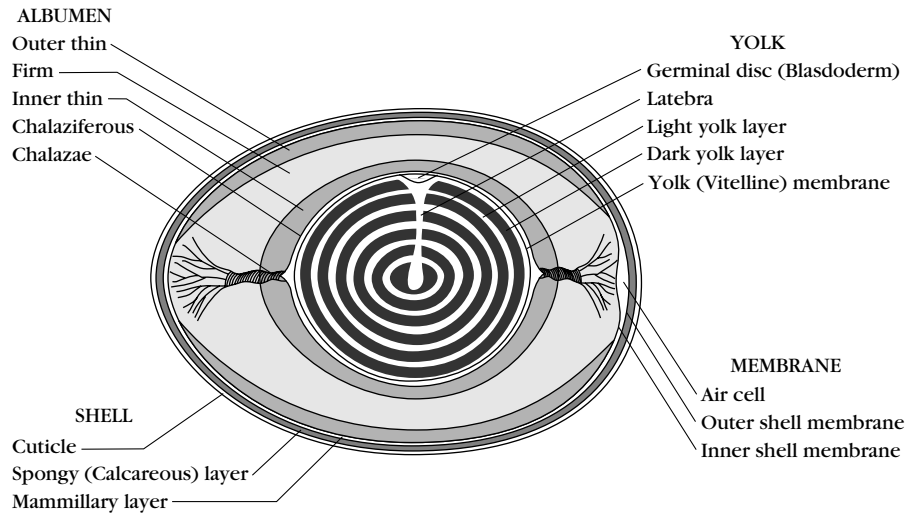 ALBUMEN
Outer thin
Firm
Inner thin
Chalaziferous
Chalazae
YOLK
Germinal disc (Blasdoderm)
Latebra
Light yolk layer
Dark yolk layer
Yolk (Vitelline) membrane
SHELL
Cuticle
Spongy (Calcareous) layer
Mammillary layer
MEMBRANE
Air cell
Outer shell membrane
Inner shell membrane